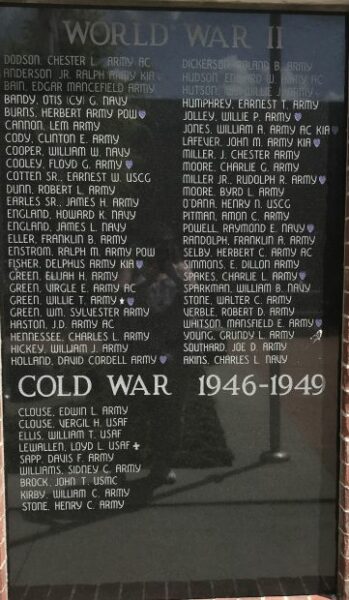 WORLD WAR II
DODSON, CHESTER L. ARMY AC
ANDERSON JR. RALPH ARMY KIA
BAIN, EDGAR MANCEFIELD ARMY
BANDY, OTIS (CY) G. NAVY
BURNS, HERBERT ARMY POW
CANNON, LEM ARMY
CODY, CLINTON E. ARMY
COOPER, WILLIAM W. NAVY
COOLEY, FLOYD G. ARMY
COTTEN SR., EARNEST W. USCG
DUNN, ROBERT L. ARMY
EARLES SR., JAMES H. ARMY
ENGLAND, HOWARD K. NAVY
ENGLAND, JAMES L. NAVY
ELLER, FRANKLIN B. ARMY
ENSTROM, RALPH M. ARMY POW
FISHER, DELPHUS ARMY KIA
GREEN, ELIJAH H. ARMY
GREEN, VIRGLE E. ARMY AC
GREEN, WILLIE T. ARMY
GREEN, WM. SYLVESTER ARMY
HASTON, J.D. ARMY AC
HENNESSEE, CHARLES L. ARMY
HICKEY, WILLIAM J. ARMY
HOLLAND, DAVID CORDELL ARMY
DICKERSON, ROLAND B. ARMY
HUDSON, EDWARD W. ARMY AC
HUTSON, WILLIE J. ARMY
HUMPHREY, EARNEST T. ARMY
JOLLEY, WILLIE P. ARMY
JONES, WILLIAM A. ARMY AC KIA
LAFEVER, JOHN M. ARMY KIA
MILLER, J. CHESTER ARMY
MOORE, CHARLIE G. ARMY
MILLER JR., RUDOLPH R. ARMY
MOORE, BYRD L. ARMY
O'DANA, HENRY N. USCG
PITMAN, AMON C. ARMY
POWELL, RAYMOND E. NAVY
RANDOLPH, FRANKLIN A. ARMY
SELBY, HERBERT C. ARMY AC
SIMMONS, E. DILLON ARMY
SPAKES, CHARLIE L. ARMY
SPARKMAN, WILLIAM B. NAVY
STONE, WALTER C. ARMY
VERBLE, ROBERT D. ARMY
WHITSON, MANSFIELD E. ARMY
YOUNG, GRUNDY L. ARMY
SOUTHARD, JOE D. ARMY
AKINS, CHARLES L. NAVY
COLD WAR 1946-1949
CLOUSE, EDWIN L. ARMY
CLOUSE, VERGIL H. USAF
ELLIS, WILLIAM T. USAF
LEWALLEN, LOYD L. USAF
SAPP, DAVIS F. ARMY
WILLIAMS, SIDNEY C. ARMY
BROCK, JOHN T. USMC
KIRBY, WILLIAM C. ARMY
STONE, HENRY C. ARMY